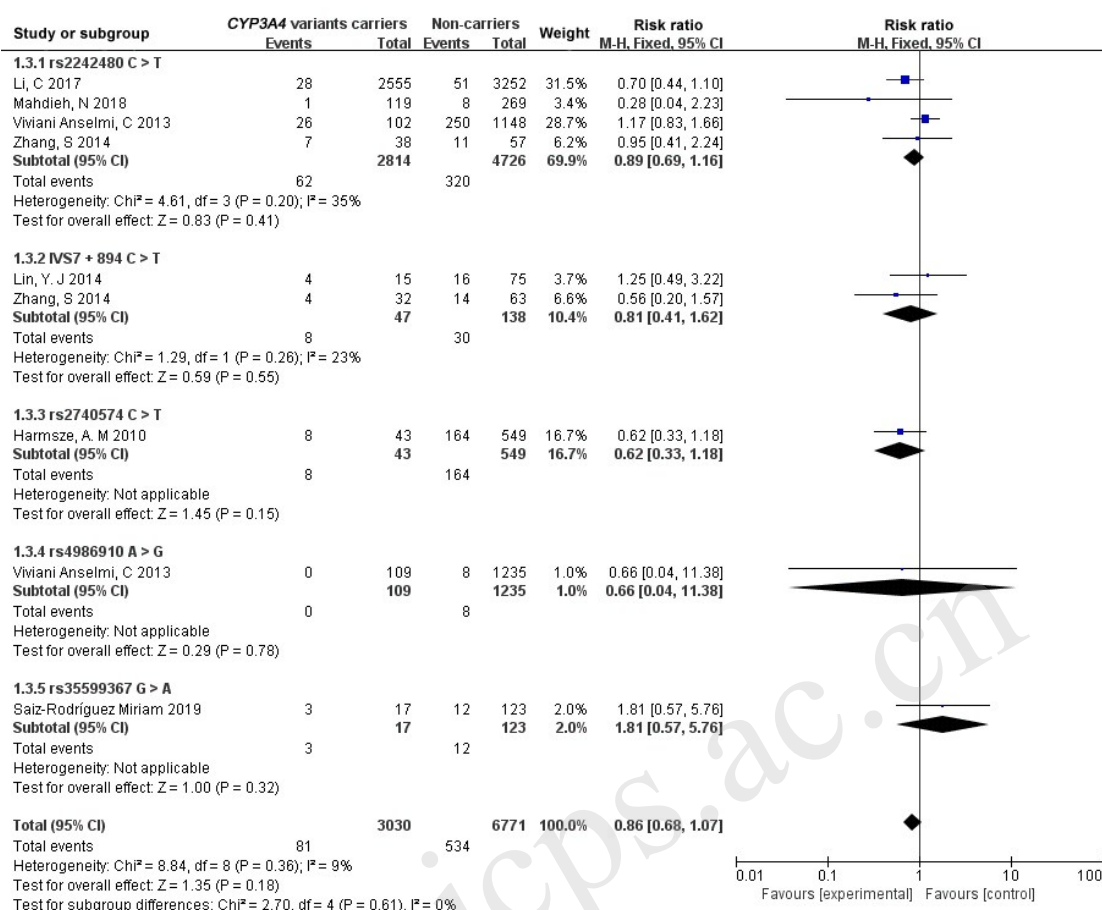 CYP3A4 variants carriers Non-carriers Risk ratio Risk ratio
Study or subgroup Events Total Events Total Weight M-H, Fixed, 95% CI M-H, Fixed, 95% CI
1.3.1 rs2242480 C > T
Li, C 2017 28 2555 51 3252 31.5% 0.70 [0.44, 1.10]
Mahdieh, N 2018 1 119 8 269 3.4% 0.28 [0.04, 2.23]
Viviani Anselmi, C 2013 26 102 250 1148 28.7% 1.17 [0.83, 1.66]
Zhang, S 2014 7 38 11 57 6.2% 0.95 [0.41, 2.24]
Subtotal (95% CI) 2814 4726 69.9% 0.89 [0.69, 1.16]
Total events 62 320
Heterogeneity: Chi² = 4.61, df = 3 (P = 0.20); I² = 35%
Test for overall effect: Z = 0.83 (P = 0.41)
1.3.2 IVS7 + 894 C > T
Lin, Y. J 2014 4 15 16 75 3.7% 1.25 [0.49, 3.22]
Zhang, S 2014 4 32 14 63 6.6% 0.56 [0.20, 1.57]
Subtotal (95% CI) 47 138 10.4% 0.81 [0.41, 1.62]
Total events 8 30
Heterogeneity: Chi² = 1.29, df = 1 (P = 0.26); I² = 23%
Test for overall effect: Z = 0.59 (P = 0.55)
1.3.3 rs2740574 C > T
Harmsze, A. M 2010 8 43 164 549 16.7% 0.62 [0.33, 1.18]
Subtotal (95% CI) 43 549 16.7% 0.62 [0.33, 1.18]
Total events 8 164
Heterogeneity: Not applicable
Test for overall effect: Z = 1.45 (P = 0.15)
1.3.4 rs4986910 A > G
Viviani Anselmi, C 2013 0 109 8 1235 1.0% 0.66 [0.04, 11.38]
Subtotal (95% CI) 109 1235 1.0% 0.66 [0.04, 11.38]
Total events 0 8
Heterogeneity: Not applicable
Test for overall effect: Z = 0.29 (P = 0.78)
1.3.5 rs35599367 G > A
Saiz-Rodríguez Miriam 2019 3 17 12 123 2.0% 1.81 [0.57, 5.76]
Subtotal (95% CI) 17 123 2.0% 1.81 [0.57, 5.76]
Total events 3 12
Heterogeneity: Not applicable
Test for overall effect: Z = 1.00 (P = 0.32)
Total (95% CI) 3030 6771 100.0% 0.86 [0.68, 1.07]
Total events 81 534
Heterogeneity: Chi² = 8.84, df = 8 (P = 0.36); I² = 9%
Test for overall effect: Z = 1.35 (P = 0.18)
Test for subgroup differences: Chi² = 2.70, df = 4 (P = 0.61), I² = 0%
0.01 0.1 1 10 100
Favours [experimental] Favours [control]
jcps.ac.cn